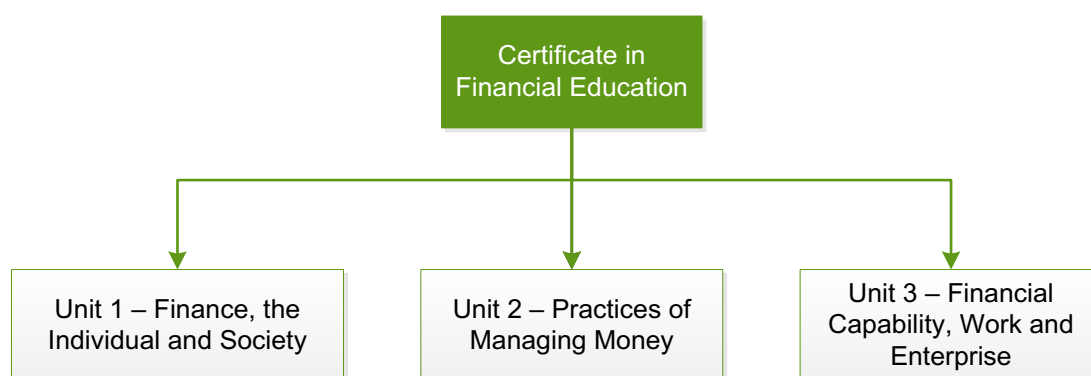 Certificate in
Financial Education
Unit 1 – Finance, the
Individual and Society
Unit 2 – Practices of
Managing Money
Unit 3 – Financial
Capability, Work and
Enterprise